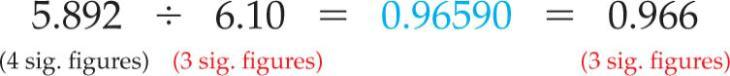 5.892 ÷ 6.10 = 0.96590 = 0.966
(4 sig. figures) (3 sig. figures) (3 sig. figures)